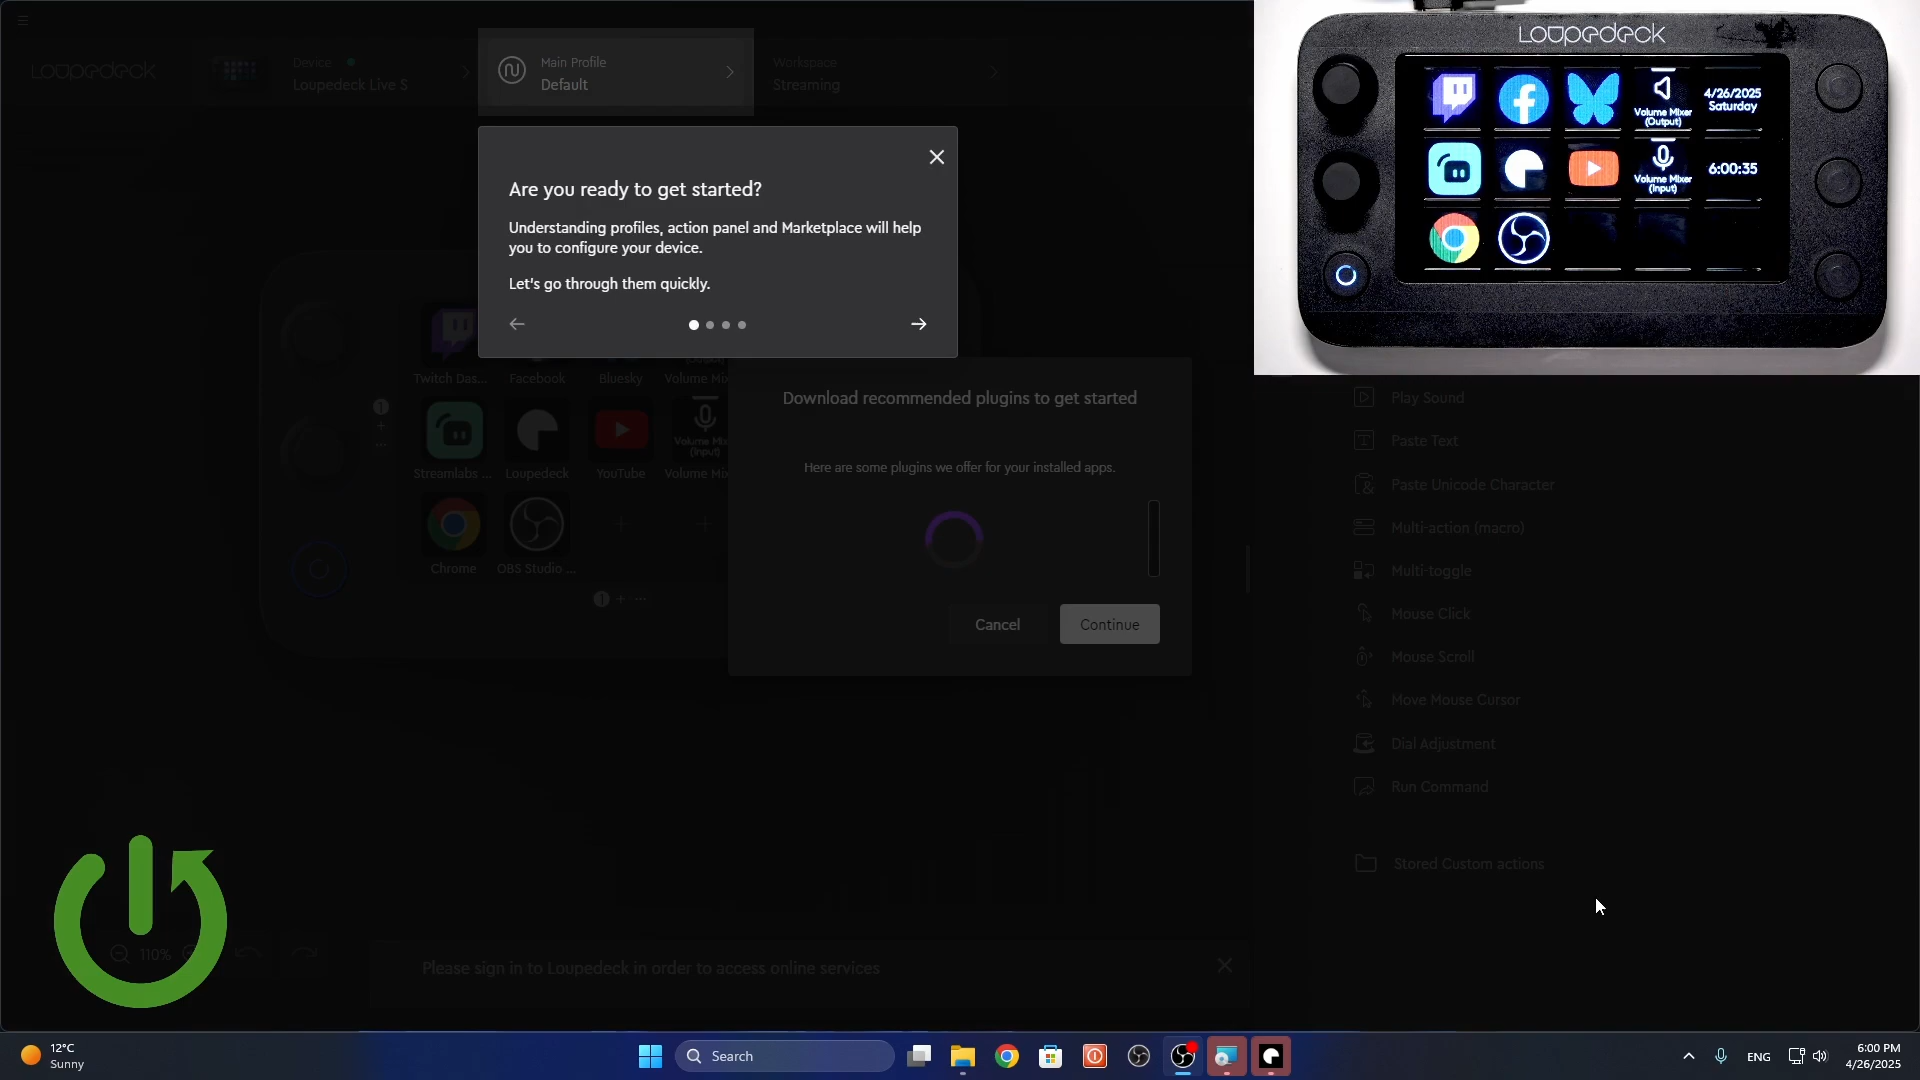 Loupedeck
Device
Loupedeck Live S
Main Profile
Default
Workspace
Streaming
Are you ready to get started?
Understanding profiles, action panel and Marketplace will help
you to configure your device.
Let's go through them quickly.
Twitch Das...
Facebook
Bluesky
Volume Mix
Streamlabs ...
Loupedeck
YouTube
Volume Mix
(Input)
Volume Mix
Chrome
OBS Studio ...
1 + ...
1 + ...
Download recommended plugins to get started
Here are some plugins we offer for your installed apps.
Cancel
Continue
Loupedeck
Volume Mixer
(Output)
4/26/2025
Saturday
Volume Mixer
(Input)
6:00:35
Play Sound
Paste Text
Paste Unicode Character
Multi-action (macro)
Multi-toggle
Mouse Click
Mouse Scroll
Move Mouse Cursor
Dial Adjustment
Run Command
Stored Custom actions
110%
Please sign in to Loupedeck in order to access online services
12°C
Sunny
Search
ENG
6:00 PM
4/26/2025